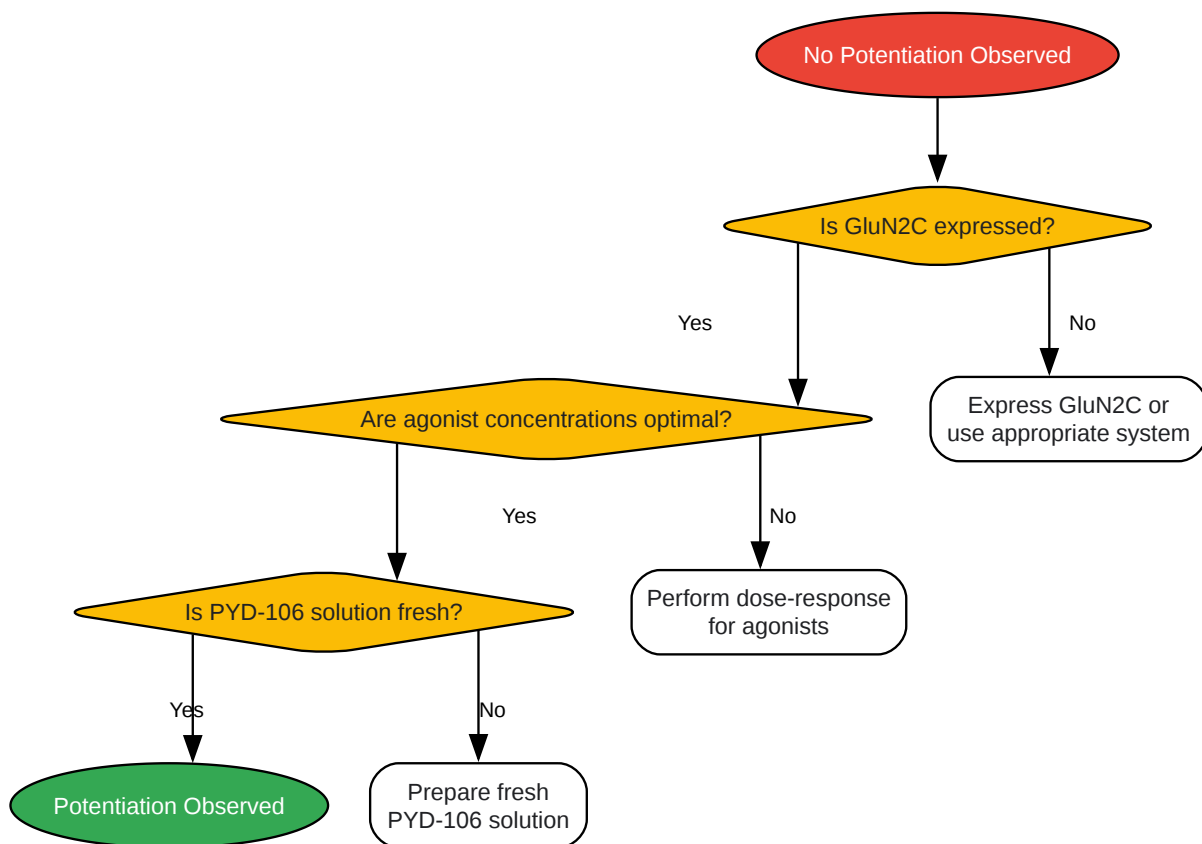 No Potentiation Observed
Is GluN2C expressed?
Yes
No
Are agonist concentrations optimal?
Express GluN2C or
use appropriate system
Yes
No
Is PYD-106 solution fresh?
Perform dose-response
for agonists
Yes
No
Potentiation Observed
Prepare fresh
PYD-106 solution